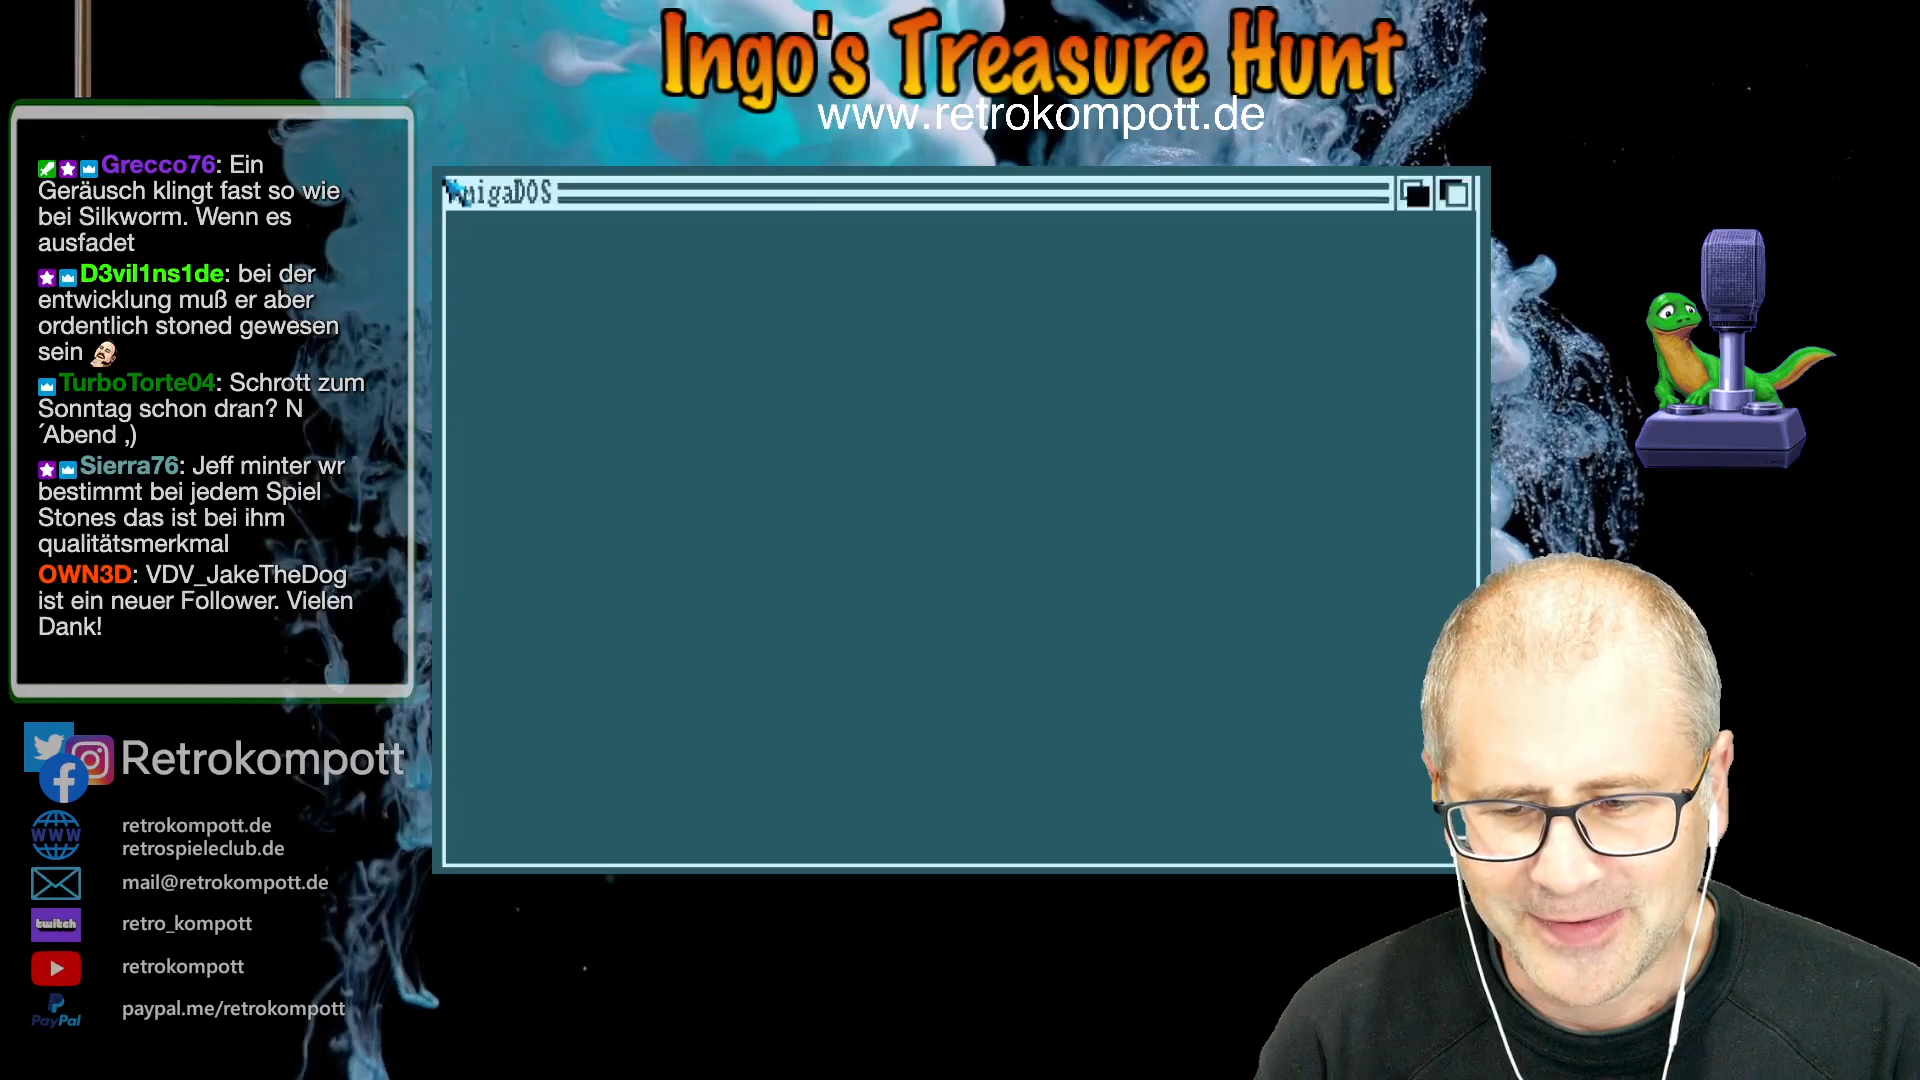 Ingo's Treasure Hunt
www.retrokompott.de
Grecco76: Ein
Geräusch klingt fast so wie
bei Silkworm. Wenn es
ausfadet
D3vil1ns1de: bei der
entwicklung muß er aber
ordentlich stoned gewesen
sein
TurboTorte04: Schrott zum
Sonntag schon dran? N
´Abend ,)
Sierra76: Jeff minter wr
bestimmt bei jedem Spiel
Stones das ist bei ihm
qualitätsmerkmal
OWN3D: VDV_JakeTheDog
ist ein neuer Follower. Vielen
Dank!
AmigaDOS
Retrokompott
www
retrokompott.de
retrospieleclub.de
mail@retrokompott.de
twitch
retro_kompott
retrokompott
PayPal
paypal.me/retrokompott